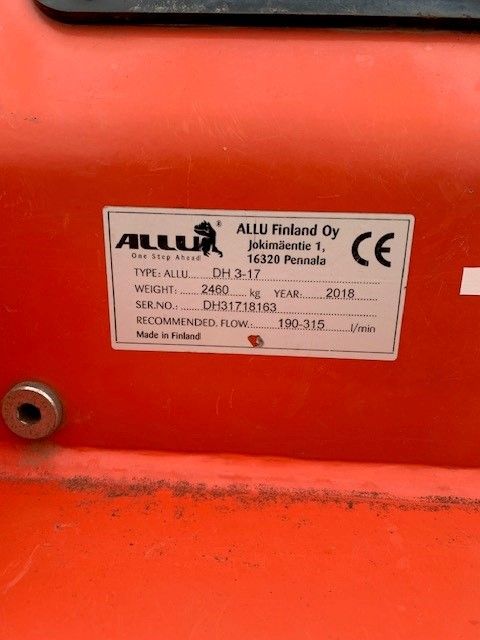 ALLU®
One Step Ahead
ALLU Finland Oy
Jokimäentie 1,
16320 Pennala
CE
TYPE: ALLU DH 3-17
WEIGHT: 2460 kg YEAR: 2018
SER.NO.: DH31718163
RECOMMENDED. FLOW. 190-315 l/min
Made in Finland